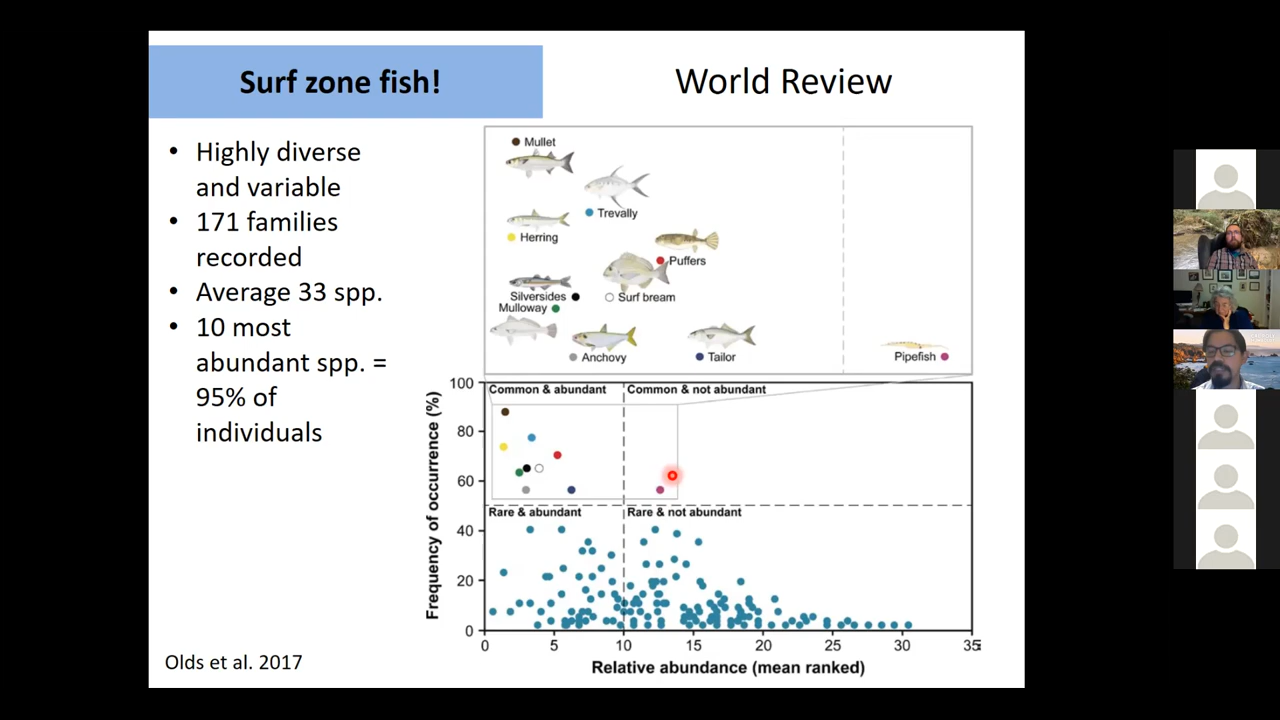 Surf zone fish!
World Review
• Highly diverse
and variable
• 171 families
recorded
• Average 33 spp.
• 10 most
abundant spp. =
95% of
individuals
Mullet
Trevally
Herring
Puffers
Silversides
Surf bream
Mulloway
Anchovy
Tailor
Pipefish
Common & abundant
Common & not abundant
Rare & abundant
Rare & not abundant
Frequency of occurrence (%)
100
80
60
40
20
0
0 5 10 15 20 25 30 35
Relative abundance (mean ranked)
Olds et al. 2017